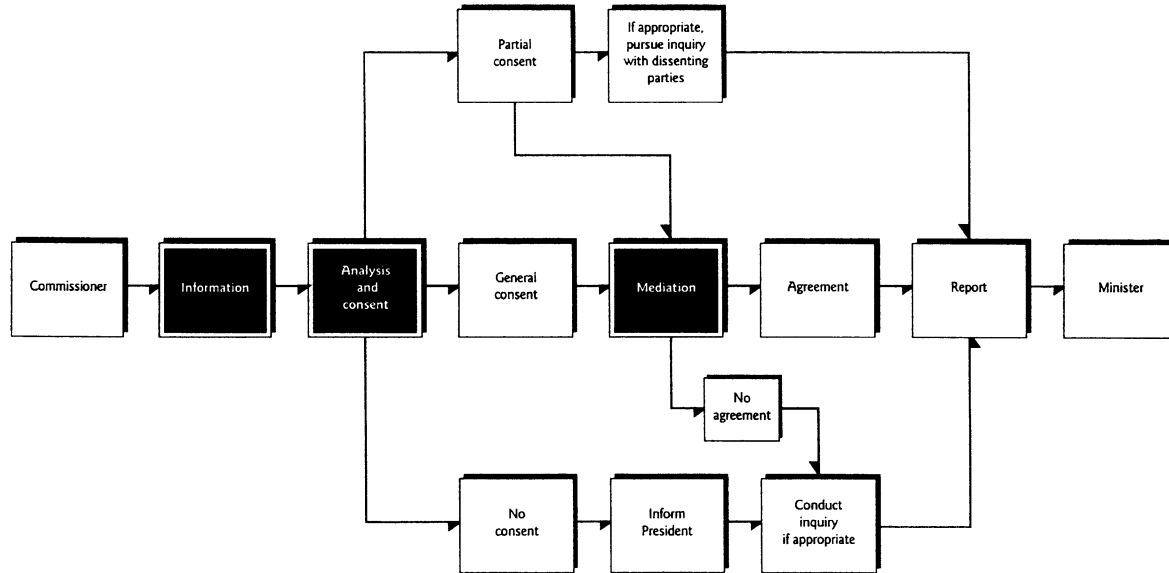 Partial
consent
If appropriate,
pursue inquiry
with dissenting
parties
Commissioner
Information
Analysis
and
consent
General
consent
Mediation
Agreement
Report
Minister
No
agreement
No
consent
Inform
President
Conduct
inquiry
if appropriate